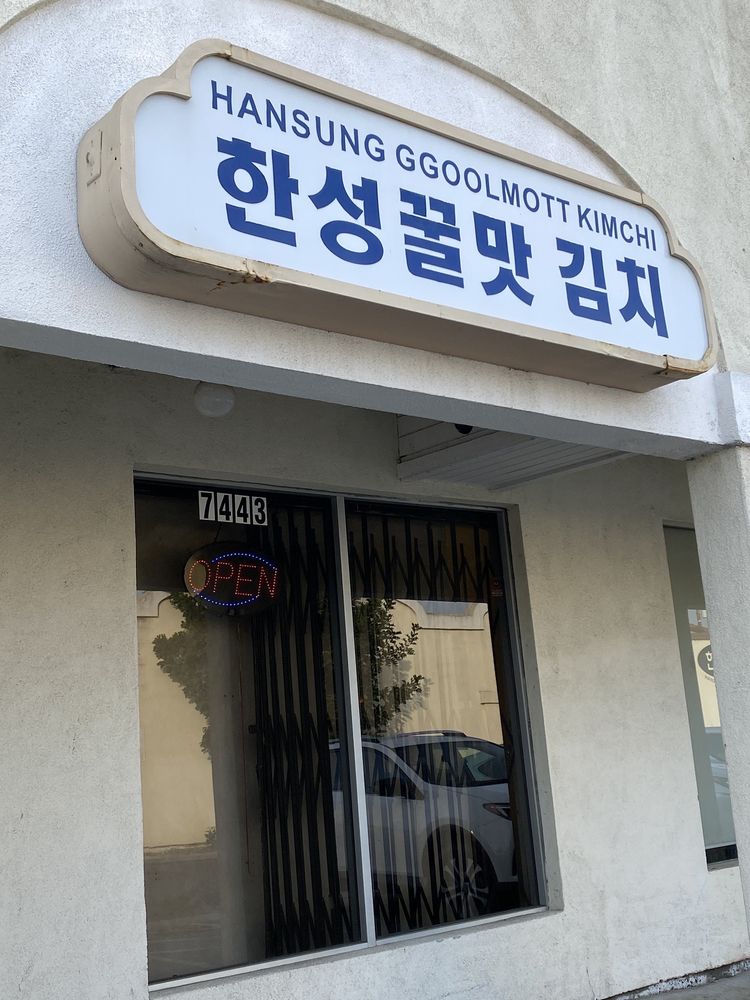 HANSUNG GGOOLMOTT KIMCHI
한성꿀맛 김치
7443
OPEN